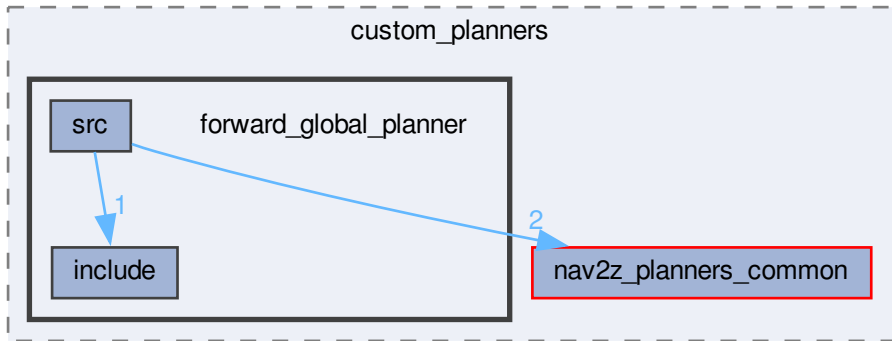 custom_planners
src
forward_global_planner
1
2
include
nav2z_planners_common